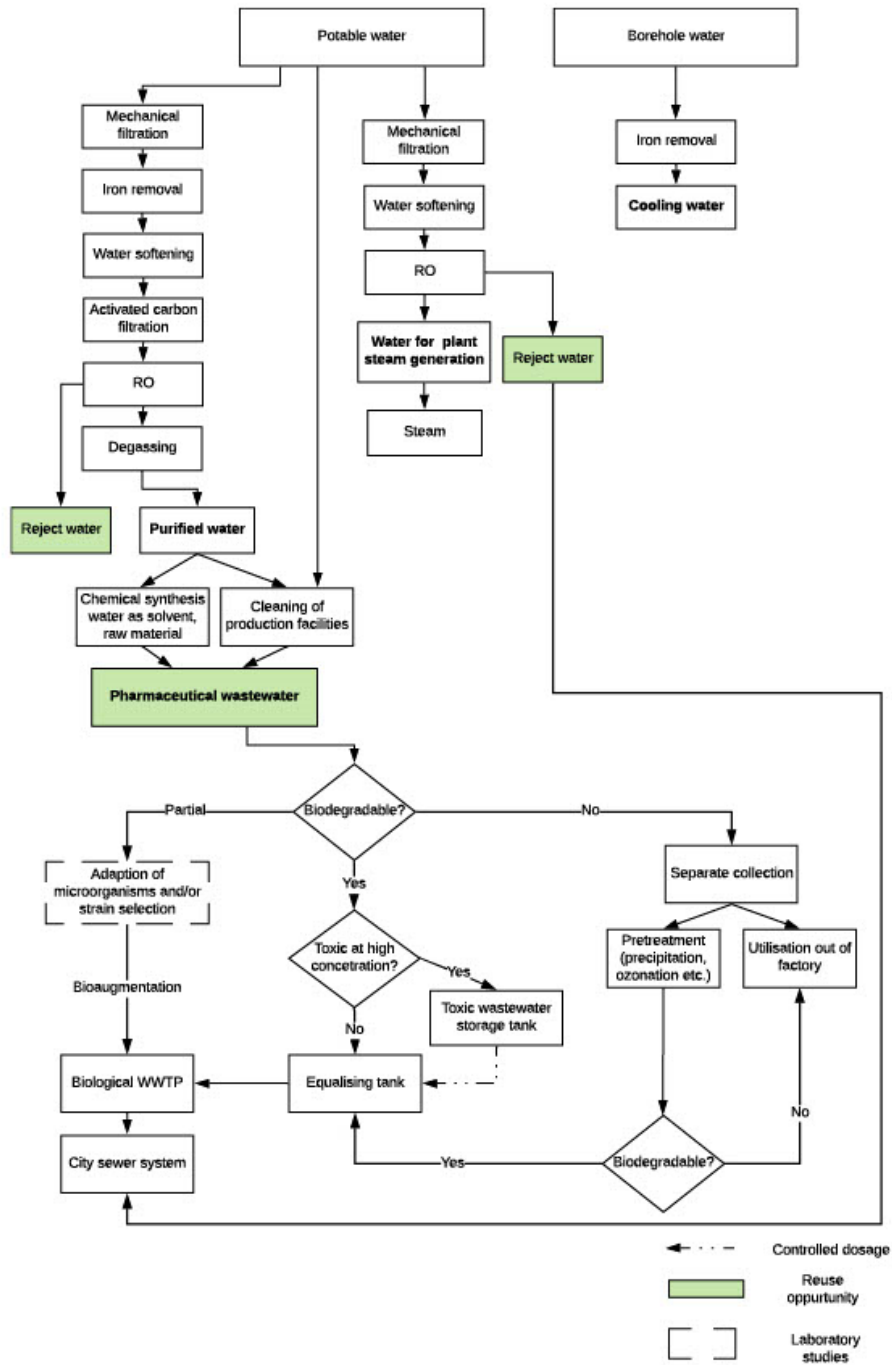 Potable water
Borehole water
Mechanical
filtration
Iron removal
Water softening
Activated carbon
filtration
RO
Degassing
Reject water
Purified water
Chemical synthesis
water as solvent,
raw material
Cleaning of
production facilities
Mechanical
filtration
Water softening
RO
Water for plant
steam generation
Reject water
Steam
Iron removal
Cooling water
Pharmaceutical wastewater
Biodegradable?
Partial
No
Yes
Adaption of
microorganisms and/or
strain selection
Bioaugmentation
Toxic at high
concetration?
Yes
No
Toxic wastewater
storage tank
Separate collection
Pretreatment
(precipitation,
ozonation etc.)
Utilisation out of
factory
Biological WWTP
Equalising tank
City sewer system
Biodegradable?
Yes
No
Controlled dosage
Reuse
oppurtunity
Laboratory
studies